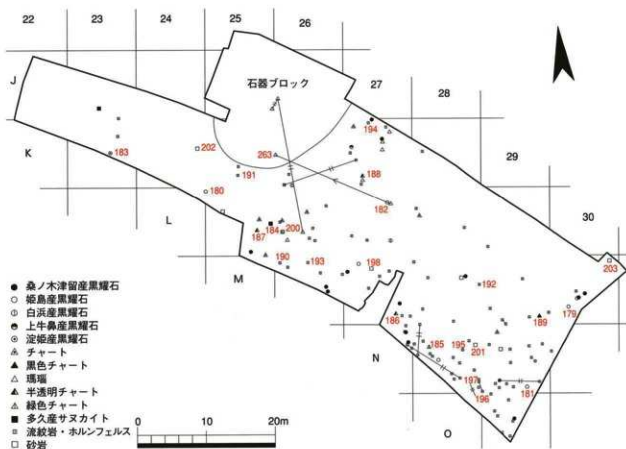 22 23 24 25 26
27
28
29
30
J
K
L
M
N
O
石器ブロック
194
263
188
183
202
191
180
182
184
200
187
190
193
198
192
203
179
186
189
185
195
201
197
196
181
桑ノ木津留産黒耀石
姫島産黒耀石
白浜産黒耀石
上牛鼻産黒耀石
淀姫産黒耀石
チャート
黒色チャート
瑪瑙
半透明チャート
緑色チャート
多久産サヌカイト
流紋岩・ホルンフェルス
砂岩
0 10 20m